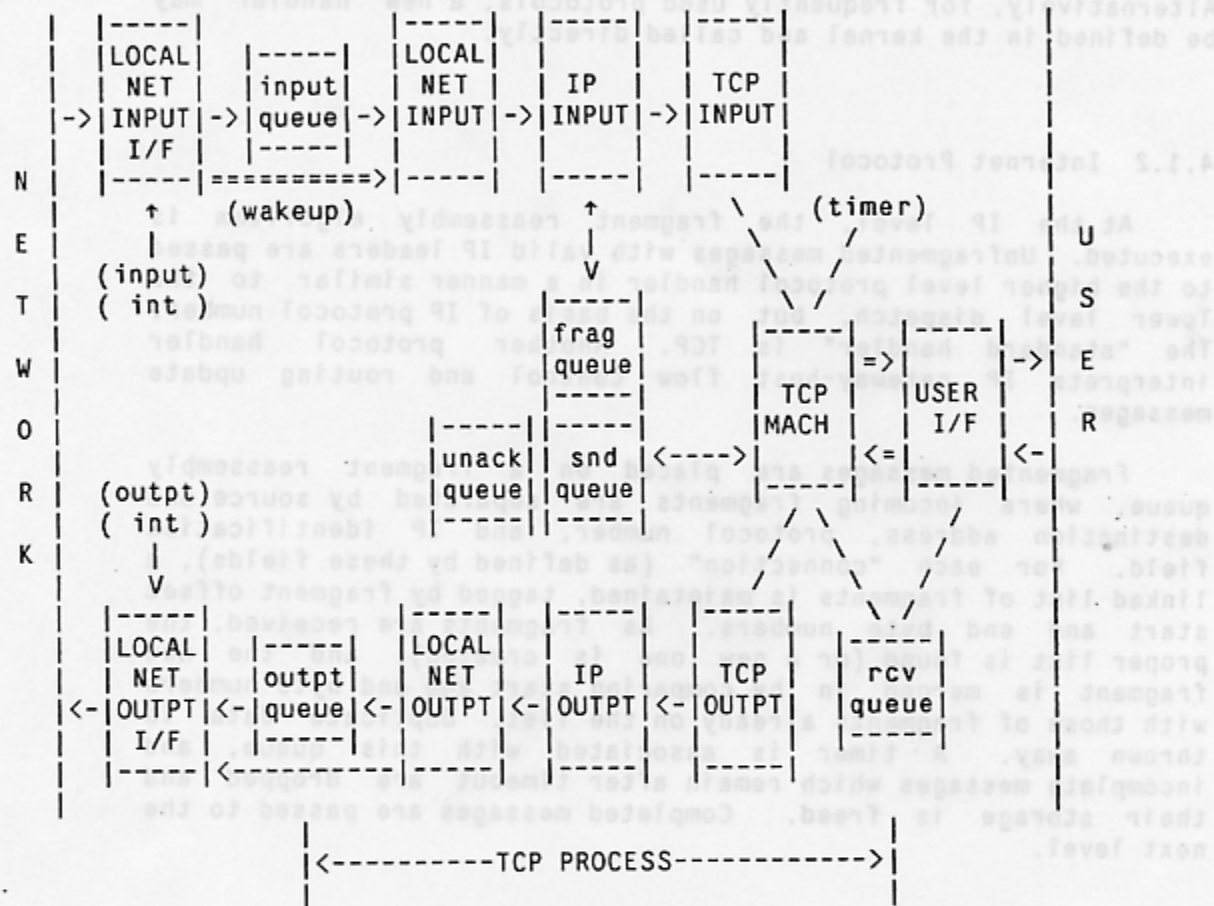 LOCAL NET INPUT I/F
input queue
LOCAL NET INPUT
IP INPUT
TCP INPUT
(wakeup)
(timer)
NETWORK
USER
(input)
( int )
frag queue
TCP MACH
USER I/F
unack queue
snd queue
(outpt)
( int )
LOCAL NET OUTPT I/F
outpt queue
LOCAL NET OUTPT
IP OUTPT
TCP OUTPT
rcv queue
TCP PROCESS